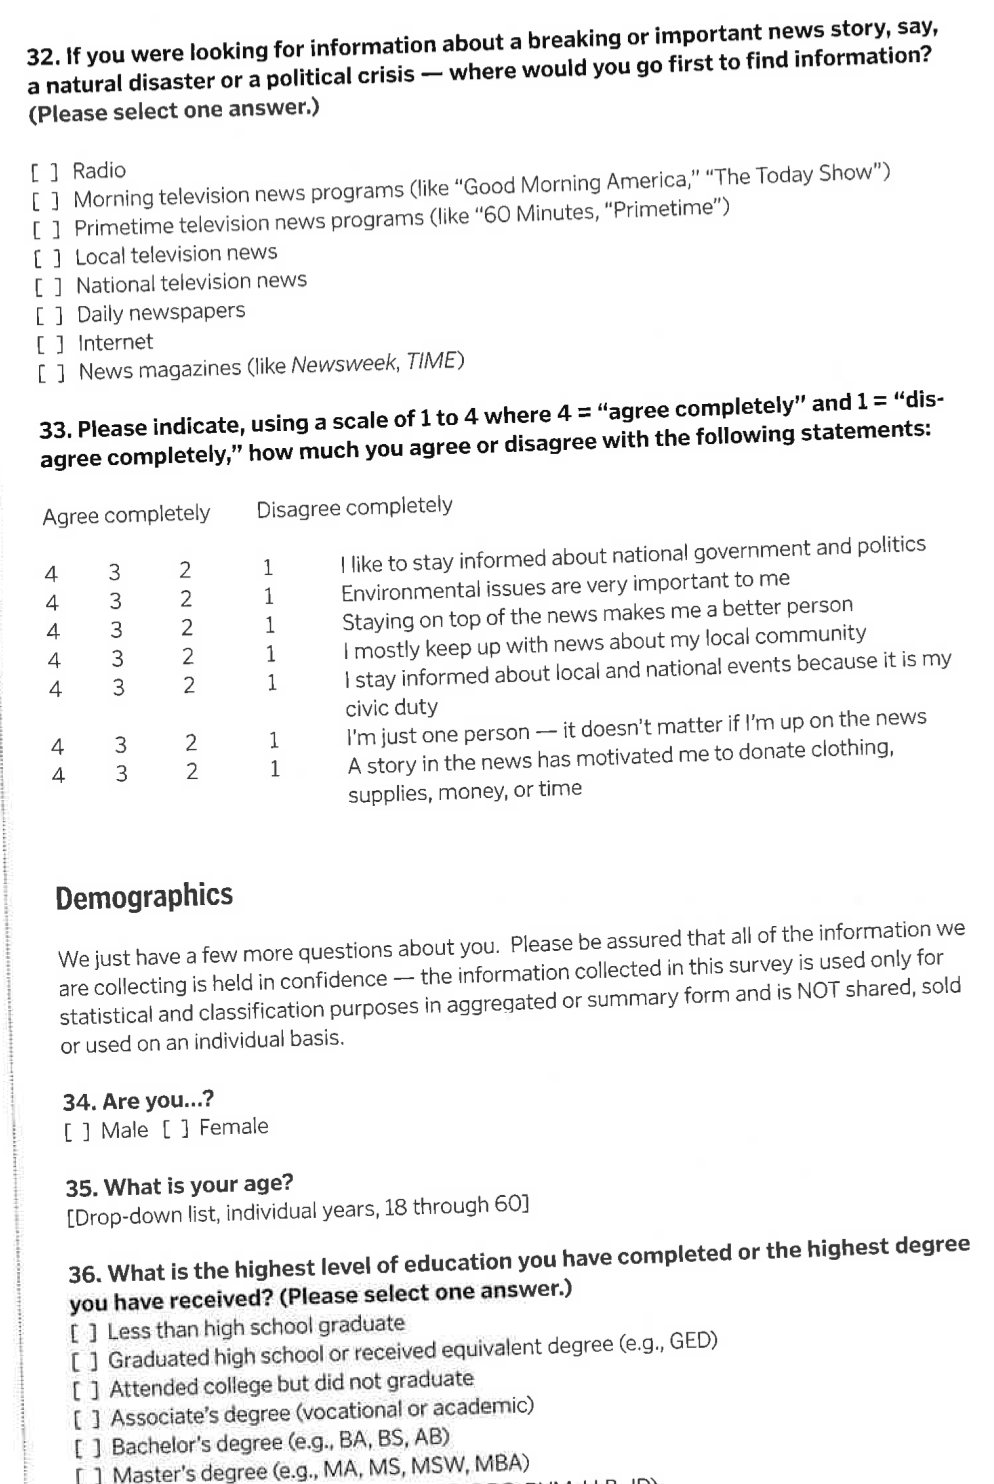 32. If you were looking for information about a breaking or important news story, say,
a natural disaster or a political crisis — where would you go first to find information?
(Please select one answer.)
[ ] Radio
[ ] Morning television news programs (like “Good Morning America,” “The Today Show”)
[ ] Primetime television news programs (like “60 Minutes, “Primetime”)
[ ] Local television news
[ ] National television news
[ ] Daily newspapers
[ ] Internet
[ ] News magazines (like Newsweek, TIME)
33. Please indicate, using a scale of 1 to 4 where 4 = “agree completely” and 1 = “dis-
agree completely,” how much you agree or disagree with the following statements:
Agree completely Disagree completely
4 3 2 1 I like to stay informed about national government and politics
4 3 2 1 Environmental issues are very important to me
4 3 2 1 Staying on top of the news makes me a better person
4 3 2 1 I mostly keep up with news about my local community
4 3 2 1 I stay informed about local and national events because it is my
civic duty
4 3 2 1 I'm just one person — it doesn't matter if I'm up on the news
4 3 2 1 A story in the news has motivated me to donate clothing,
supplies, money, or time
Demographics
We just have a few more questions about you. Please be assured that all of the information we
are collecting is held in confidence — the information collected in this survey is used only for
statistical and classification purposes in aggregated or summary form and is NOT shared, sold
or used on an individual basis.
34. Are you...?
[ ] Male [ ] Female
35. What is your age?
[Drop-down list, individual years, 18 through 60]
36. What is the highest level of education you have completed or the highest degree
you have received? (Please select one answer.)
[ ] Less than high school graduate
[ ] Graduated high school or received equivalent degree (e.g., GED)
[ ] Attended college but did not graduate
[ ] Associate's degree (vocational or academic)
[ ] Bachelor's degree (e.g., BA, BS, AB)
[ ] Master's degree (e.g., MA, MS, MSW, MBA)